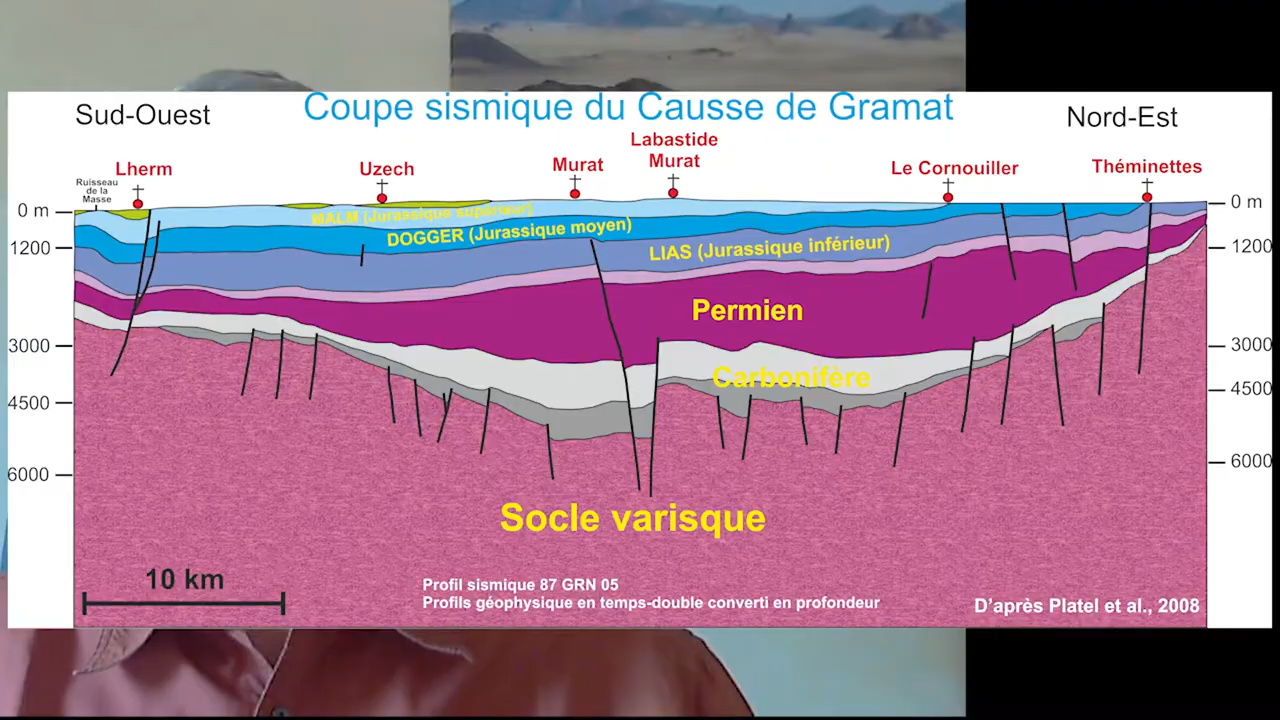 Coupe sismique du Causse de Gramat
Sud-Ouest
Nord-Est
Lherm
Uzech
Murat
Labastide
Murat
Le Cornouiller
Théminettes
Ruisseau
de la
Masse
0 m
1200
3000
4500
6000
0 m
1200
3000
4500
6000
MALM (Jurassique supérieur)
DOGGER (Jurassique moyen)
LIAS (Jurassique inférieur)
Permien
Carbonifère
Socle varisque
10 km
Profil sismique 87 GRN 05
Profils géophysique en temps-double converti en profondeur
D'après Platel et al., 2008